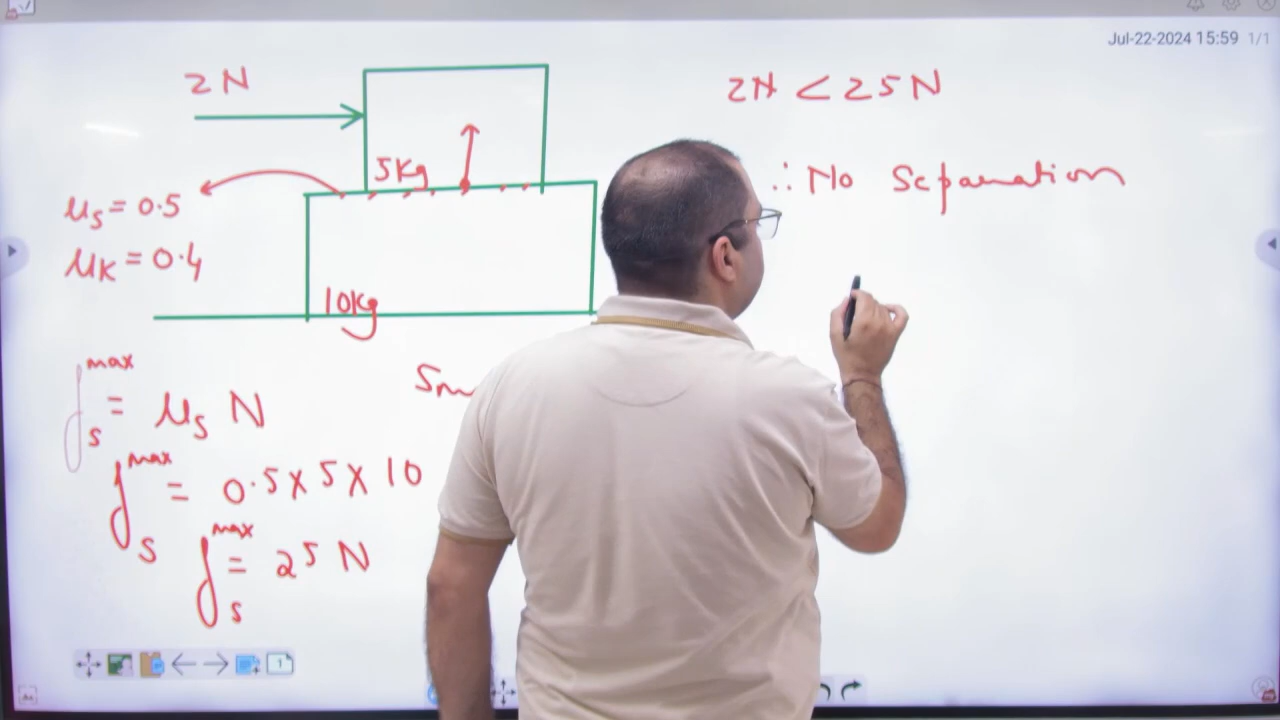 Jul-22-2024 15:59 1/1
2N
5Kg
μs = 0.5
μK = 0.4
10Kg
fs max = μs N
fs max = 0.5 X 5 X 10
fs max = 25 N
2N < 25N
∴ No Separation
1